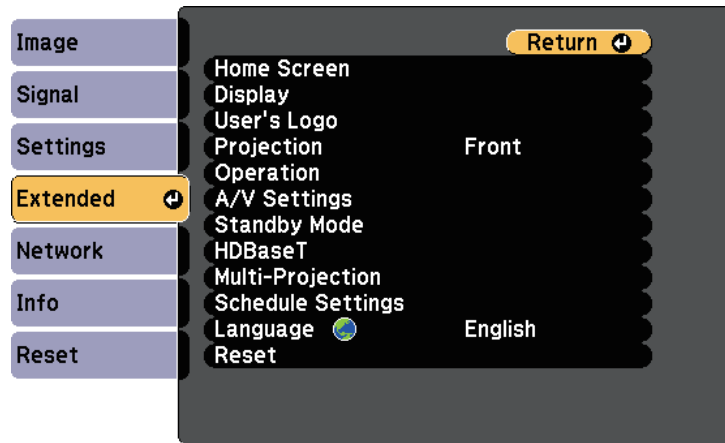 Image
Signal
Settings
Extended
Network
Info
Reset
Return
Home Screen
Display
User's Logo
Projection Front
Operation
A/V Settings
Standby Mode
HDBaseT
Multi-Projection
Schedule Settings
Language English
Reset